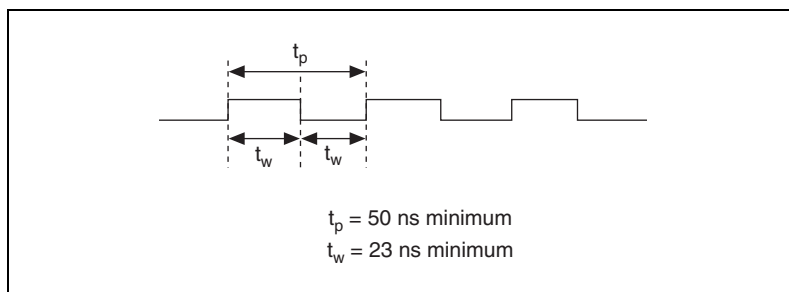 tp
tw tw
tp = 50 ns minimum
tw = 23 ns minimum